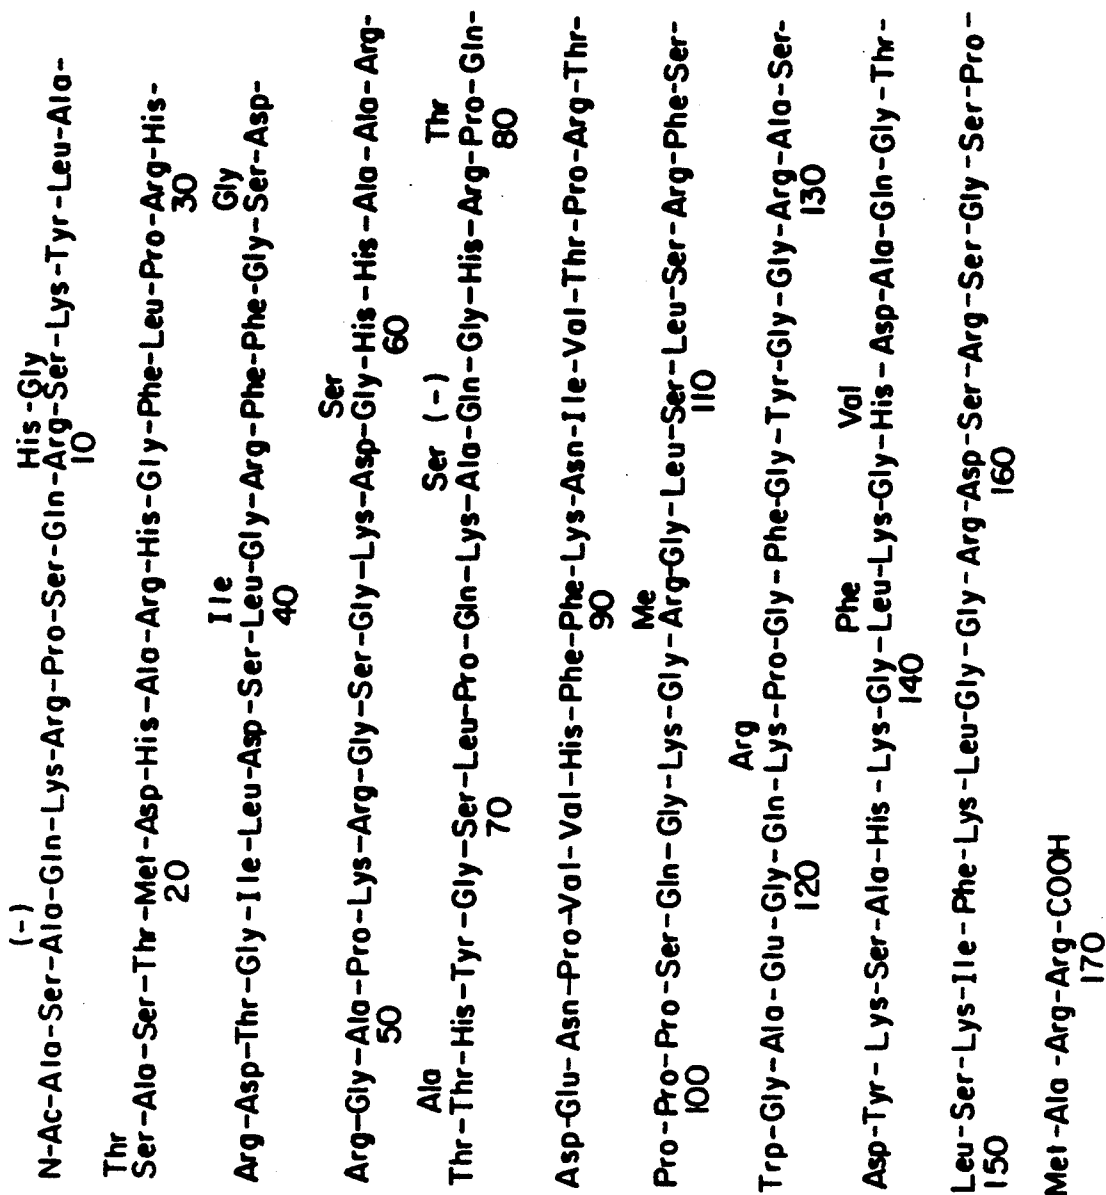 (-) His-Gly
N-Ac-Ala-Ser-Ala-Gln-Lys-Arg-Pro-Ser-Gln-Arg-Ser-Lys-Tyr-Leu-Ala-
10
Thr
Ser-Ala-Ser-Thr-Met-Asp-His-Ala-Arg-His-Gly-Phe-Leu-Pro-Arg-His-
20 30
Ile Gly
Arg-Asp-Thr-Gly-Ile-Leu-Asp-Ser-Leu-Gly-Arg-Phe-Phe-Gly-Ser-Asp-
40
Ser
Arg-Gly-Ala-Pro-Lys-Arg-Gly-Ser-Gly-Lys-Asp-Gly-His-His-Ala-Ala-Arg-
50 60
Ala Ser (-) Thr
Thr-Thr-His-Tyr-Gly-Ser-Leu-Pro-Gln-Lys-Ala-Gln-Gly-His-Arg-Pro-Gln-
70 80
Asp-Glu-Asn-Pro-Val-Val-His-Phe-Phe-Lys-Asn-Ile-Val-Thr-Pro-Arg-Thr-
90
Me
Pro-Pro-Pro-Ser-Gln-Gly-Lys-Gly-Arg-Gly-Leu-Ser-Leu-Ser-Arg-Phe-Ser-
100 110
Arg
Trp-Gly-Ala-Glu-Gly-Gln-Lys-Pro-Gly-Phe-Gly-Tyr-Gly-Gly-Arg-Ala-Ser-
120 130
Phe Val
Asp-Tyr-Lys-Ser-Ala-His-Lys-Gly-Leu-Lys-Gly-His-Asp-Ala-Gln-Gly-Thr-
140
Leu-Ser-Lys-Ile-Phe-Lys-Leu-Gly-Gly-Arg-Asp-Ser-Arg-Ser-Gly-Ser-Pro-
150 160
Met-Ala-Arg-Arg-COOH
170